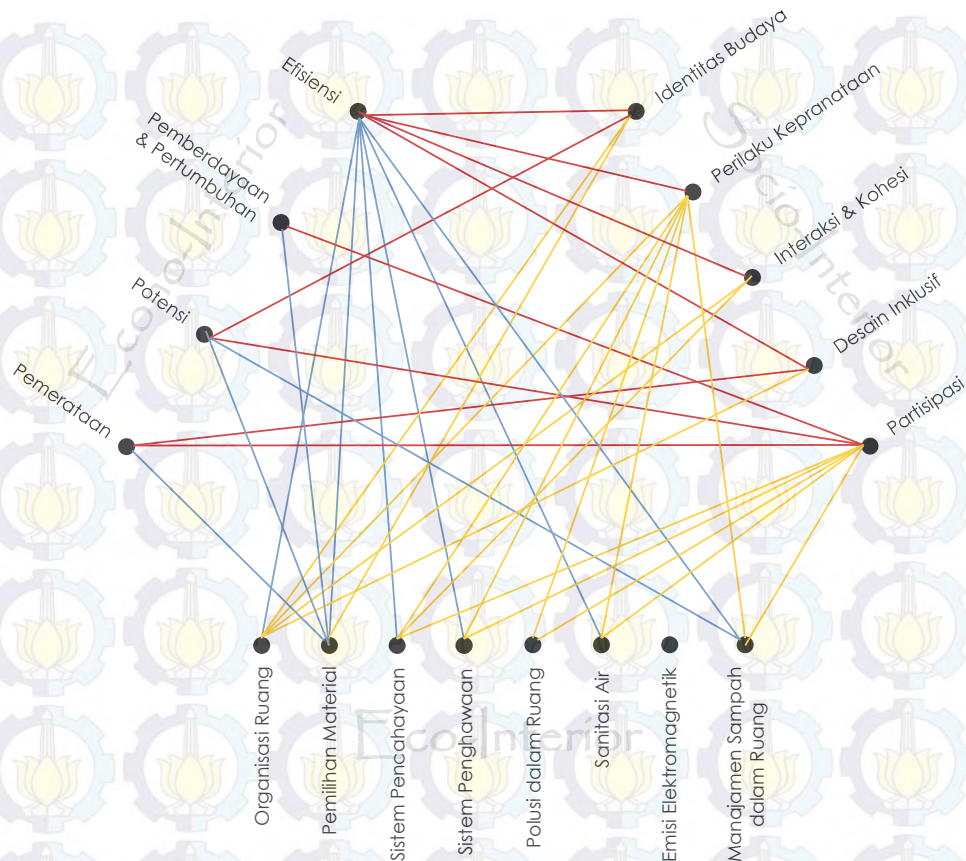 Efisiensi
Pemberdayaan
& Pertumbuhan
Potensi
Pemerataan
Econo-Interior
Identitas Budaya
Perilaku Kepranataan
Interaksi & Kohesi
Desain Inklusif
Partisipasi
Socio Interior
Organisasi Ruang
Pemilihan Material
Sistem Pencahayaan
Sistem Penghawaan
Polusi dalam Ruang
Sanitasi Air
Emisi Elektromagnetik
Manajamen Sampah
dalam Ruang
Eco Interior